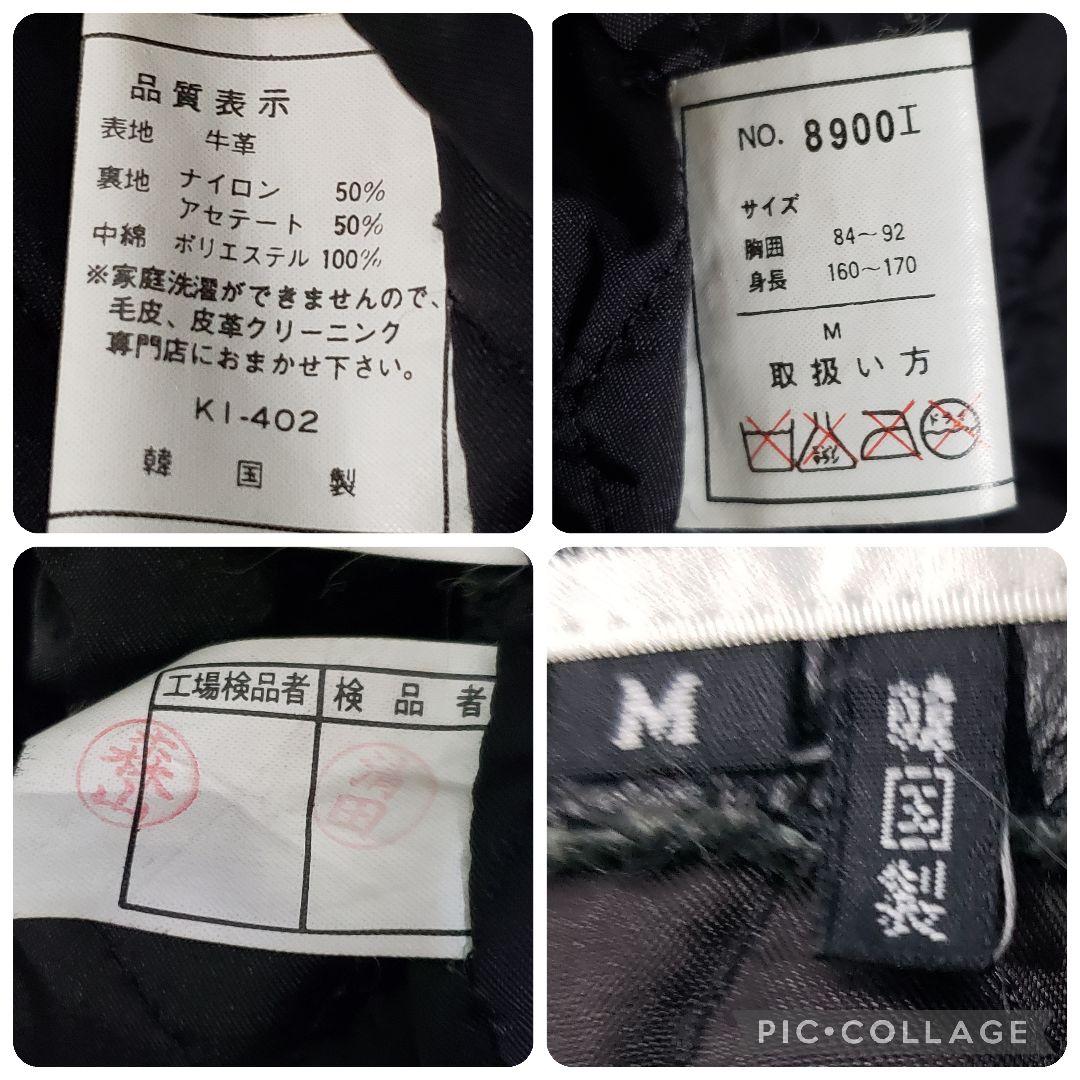 品質表示
表地 牛革
裏地 ナイロン 50%
アセテート 50%
中綿 ポリエステル 100%
※家庭洗濯ができませんので、
毛皮、皮革クリーニング
専門店におまかせ下さい。
KI-402
韓国製
NO. 8900I
サイズ
胸囲 84~92
身長 160~170
M
取扱い方
工場検品者 検品者
清田
M
韓国製
PIC•COLLAGE